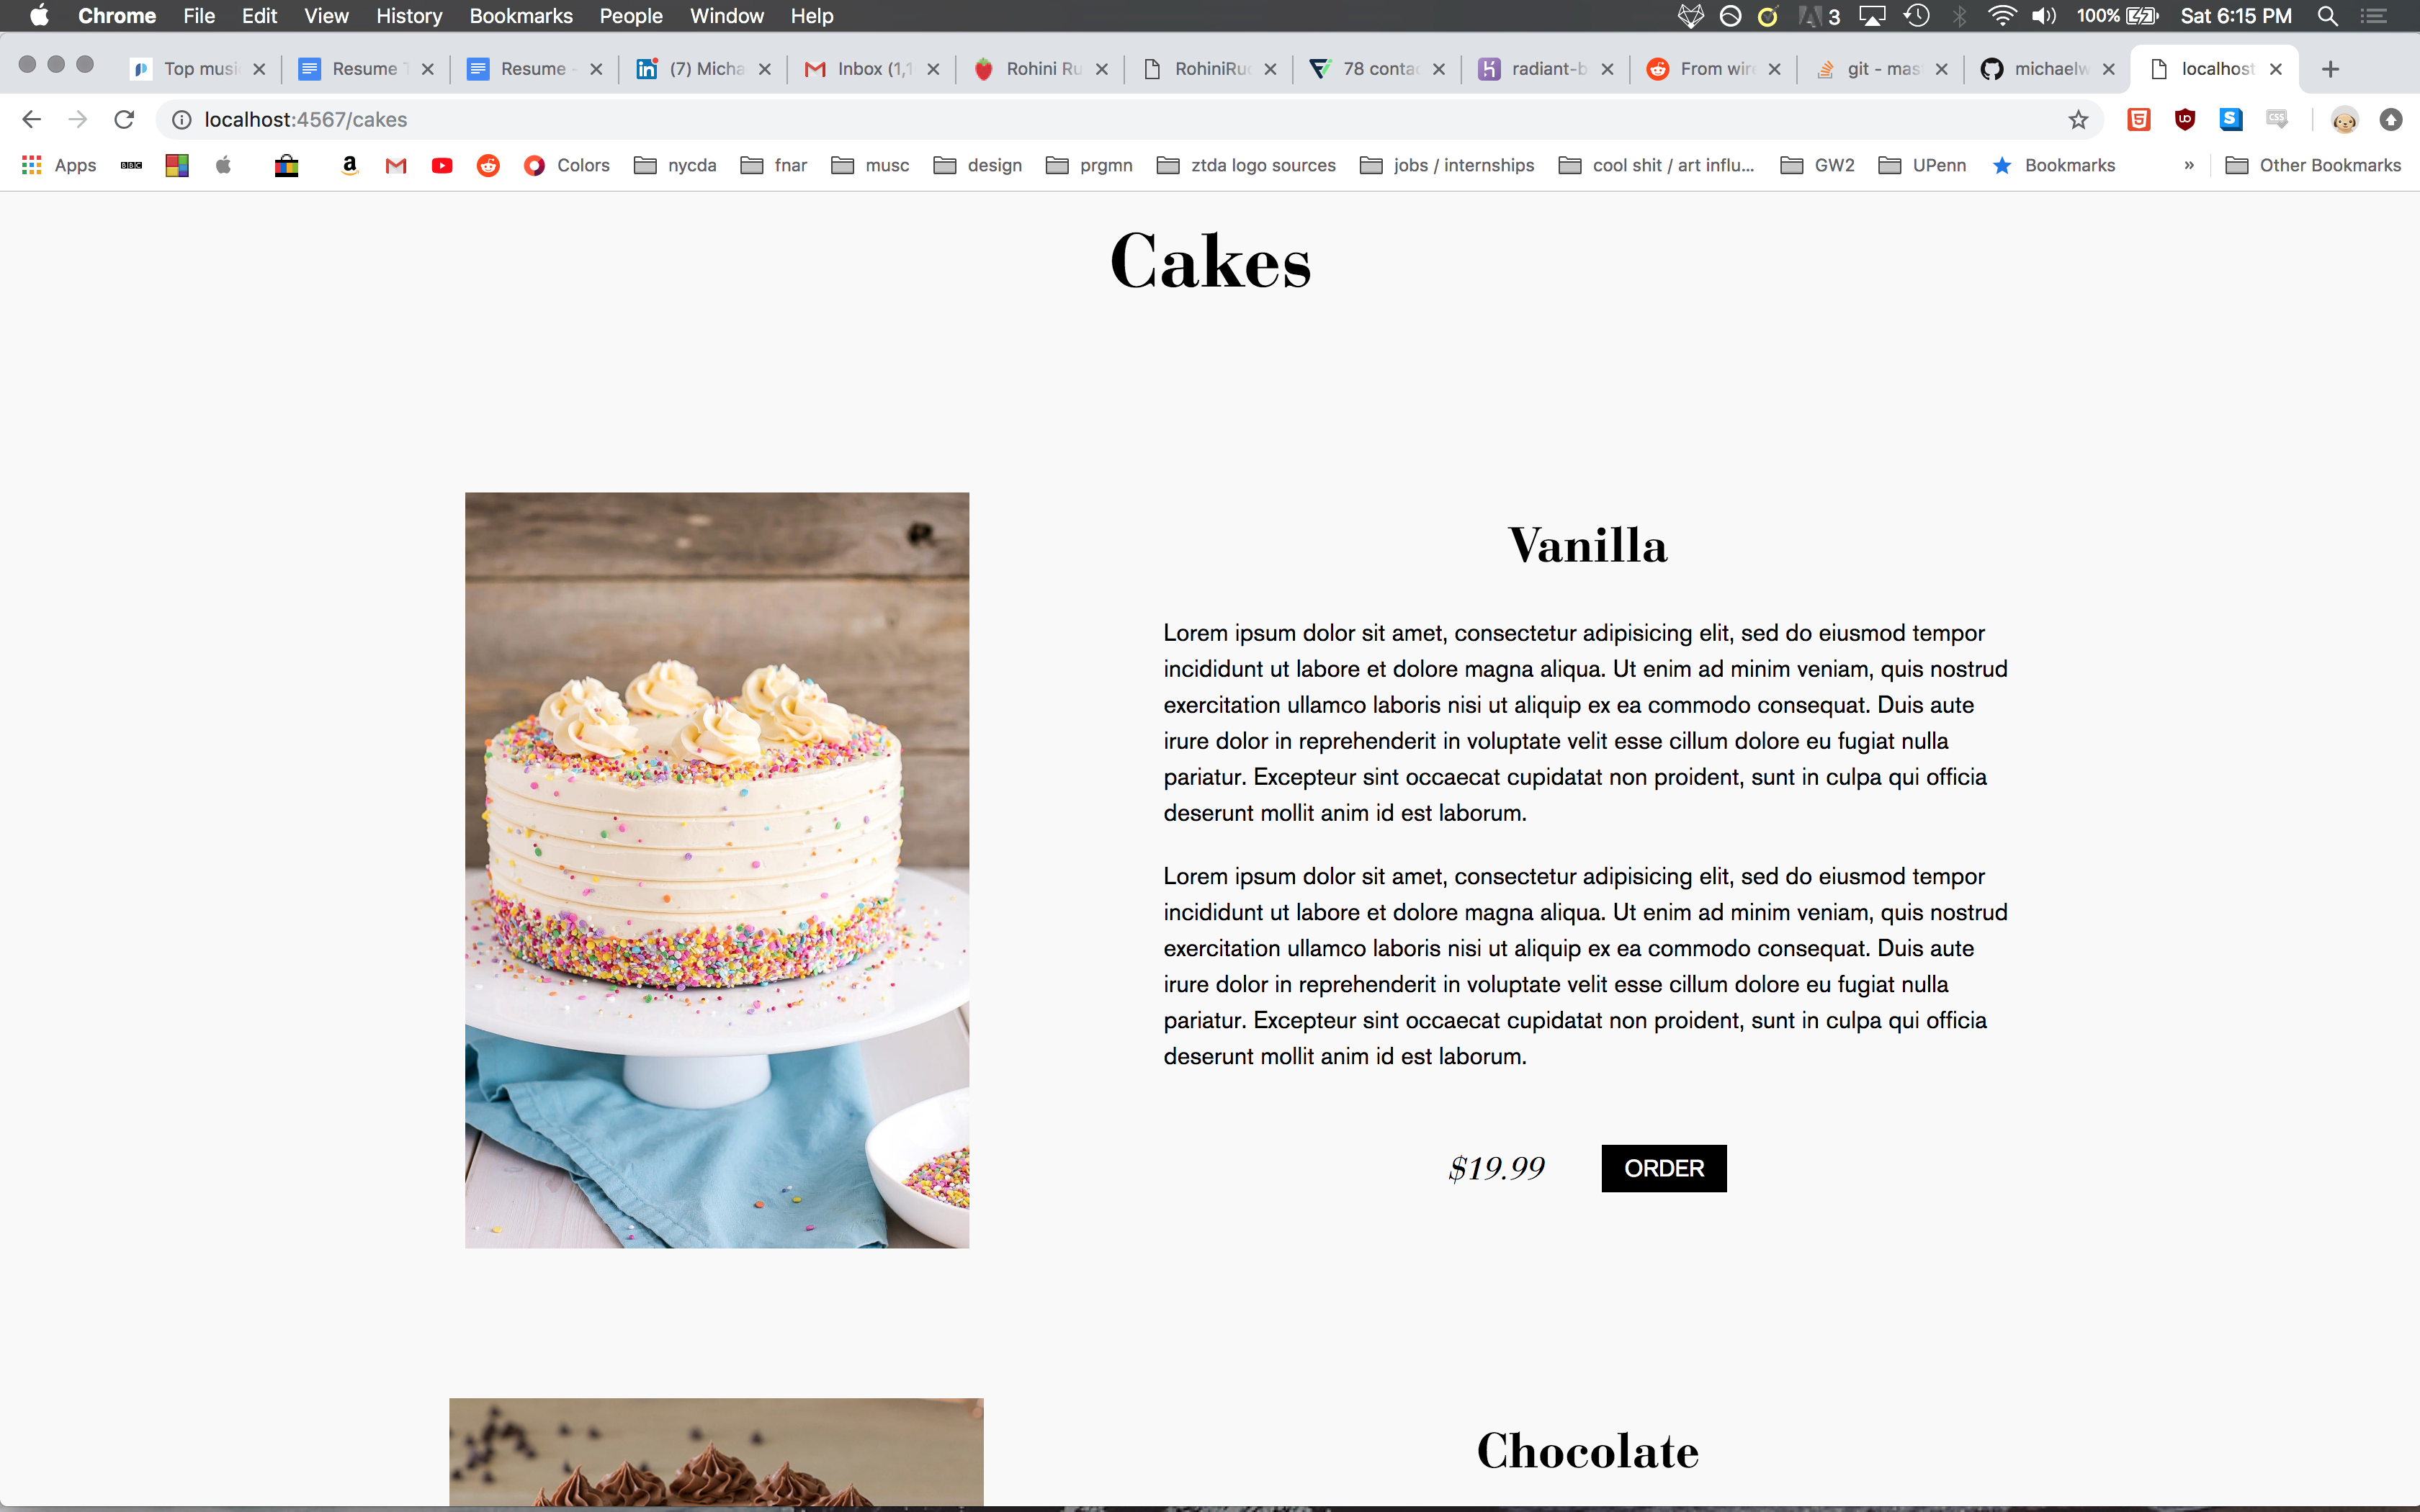 Chrome File Edit View History Bookmarks People Window Help 3 100% Sat 6:15 PM
Top musi Resume T Resume - (7) Micha Inbox (1,1 Rohini Ru RohiniRud 78 contac radiant-b From wire git - mas michaelw localhost
localhost:4567/cakes
Apps BBC Colors nycda fnar musc design prgmn ztda logo sources jobs / internships cool shit / art influ... GW2 UPenn Bookmarks » Other Bookmarks
Cakes
Vanilla
Lorem ipsum dolor sit amet, consectetur adipisicing elit, sed do eiusmod tempor
incididunt ut labore et dolore magna aliqua. Ut enim ad minim veniam, quis nostrud
exercitation ullamco laboris nisi ut aliquip ex ea commodo consequat. Duis aute
irure dolor in reprehenderit in voluptate velit esse cillum dolore eu fugiat nulla
pariatur. Excepteur sint occaecat cupidatat non proident, sunt in culpa qui officia
deserunt mollit anim id est laborum.
Lorem ipsum dolor sit amet, consectetur adipisicing elit, sed do eiusmod tempor
incididunt ut labore et dolore magna aliqua. Ut enim ad minim veniam, quis nostrud
exercitation ullamco laboris nisi ut aliquip ex ea commodo consequat. Duis aute
irure dolor in reprehenderit in voluptate velit esse cillum dolore eu fugiat nulla
pariatur. Excepteur sint occaecat cupidatat non proident, sunt in culpa qui officia
deserunt mollit anim id est laborum.
$19.99 ORDER
Chocolate